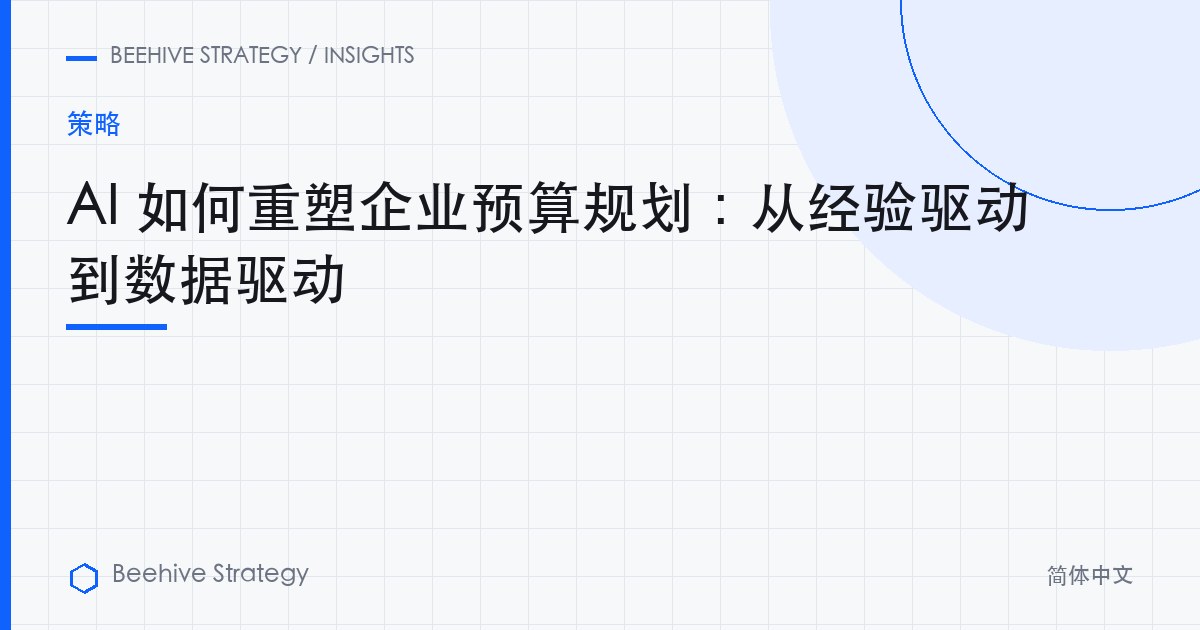 BEEHIVE STRATEGY / INSIGHTS
策略
AI 如何重塑企业预算规划：从经验驱动
到数据驱动
Beehive Strategy
简体中文